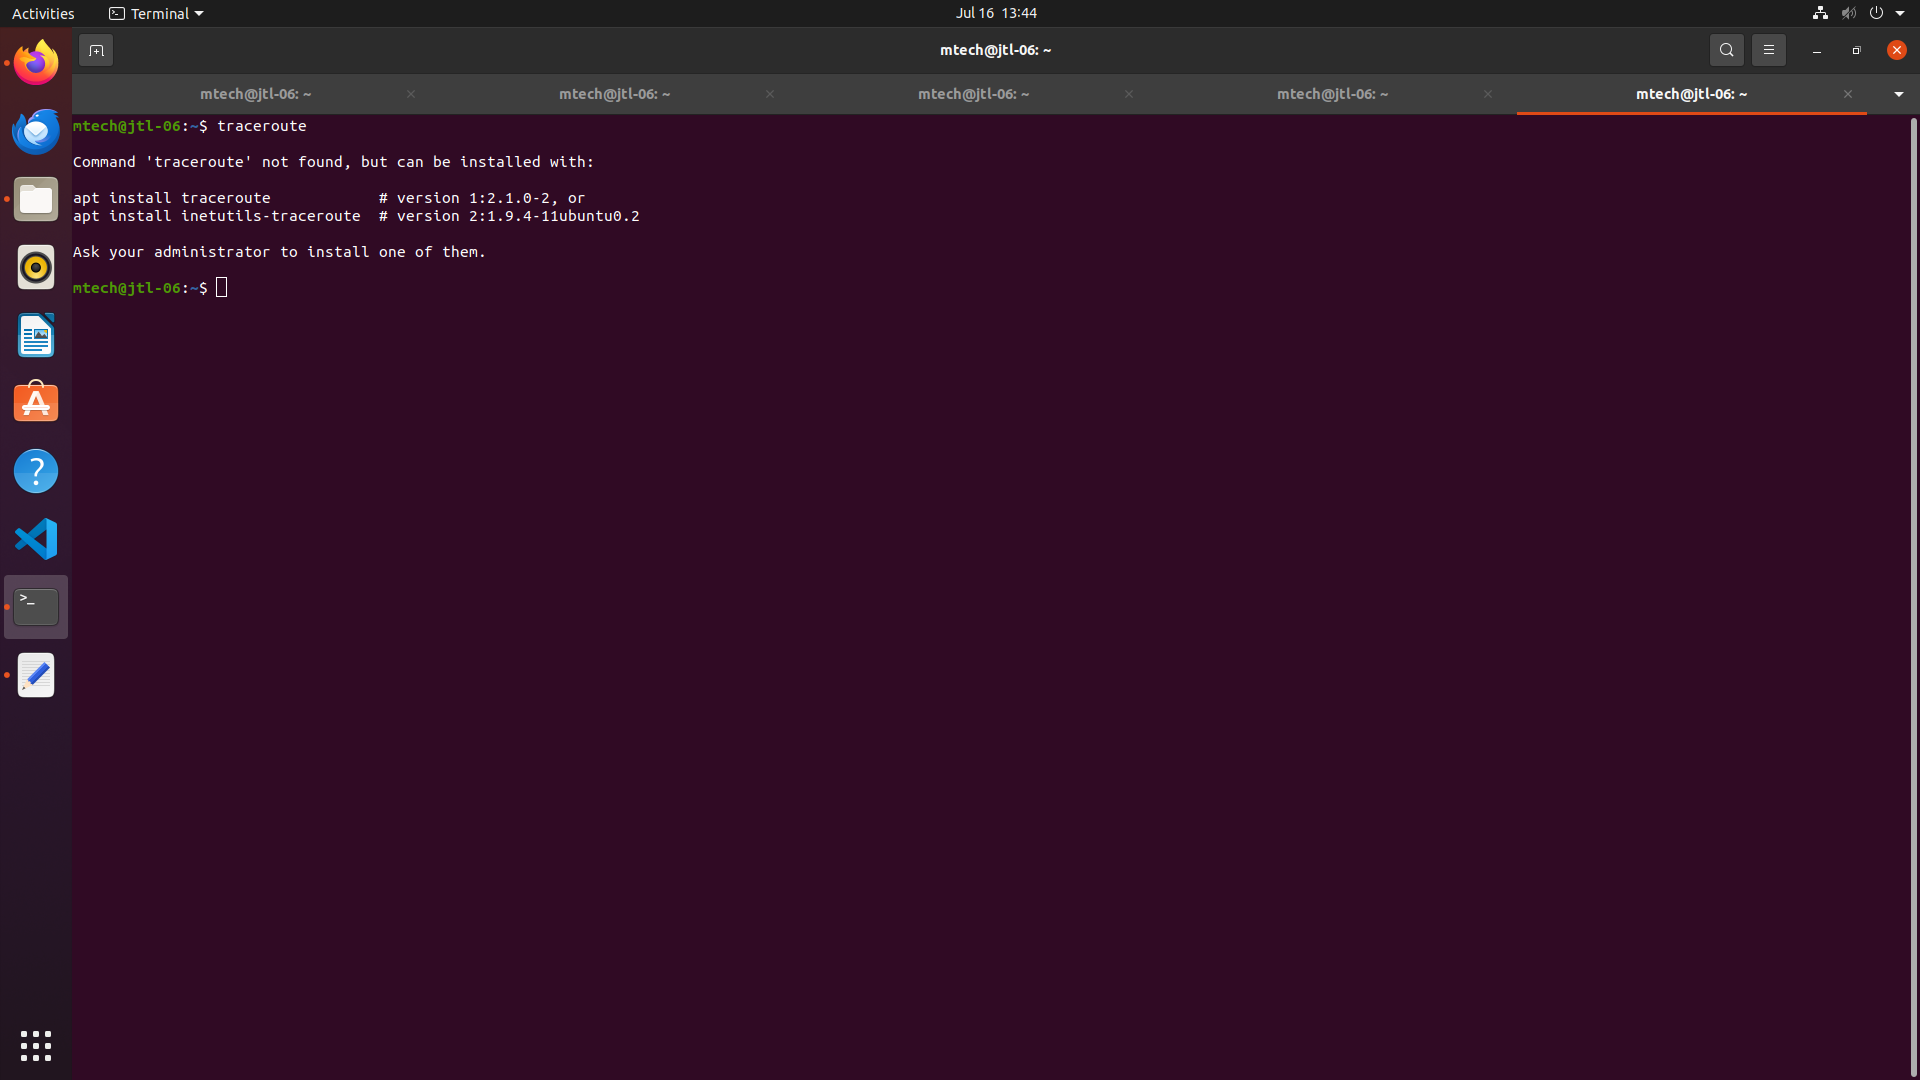 Activities
Terminal
Jul 16 13:44
mtech@jtl-06: ~
mtech@jtl-06: ~
mtech@jtl-06: ~
mtech@jtl-06: ~
mtech@jtl-06: ~
mtech@jtl-06: ~
mtech@jtl-06:~$ traceroute
Command 'traceroute' not found, but can be installed with:
apt install traceroute            # version 1:2.1.0-2, or
apt install inetutils-traceroute  # version 2:1.9.4-11ubuntu0.2
Ask your administrator to install one of them.
mtech@jtl-06:~$